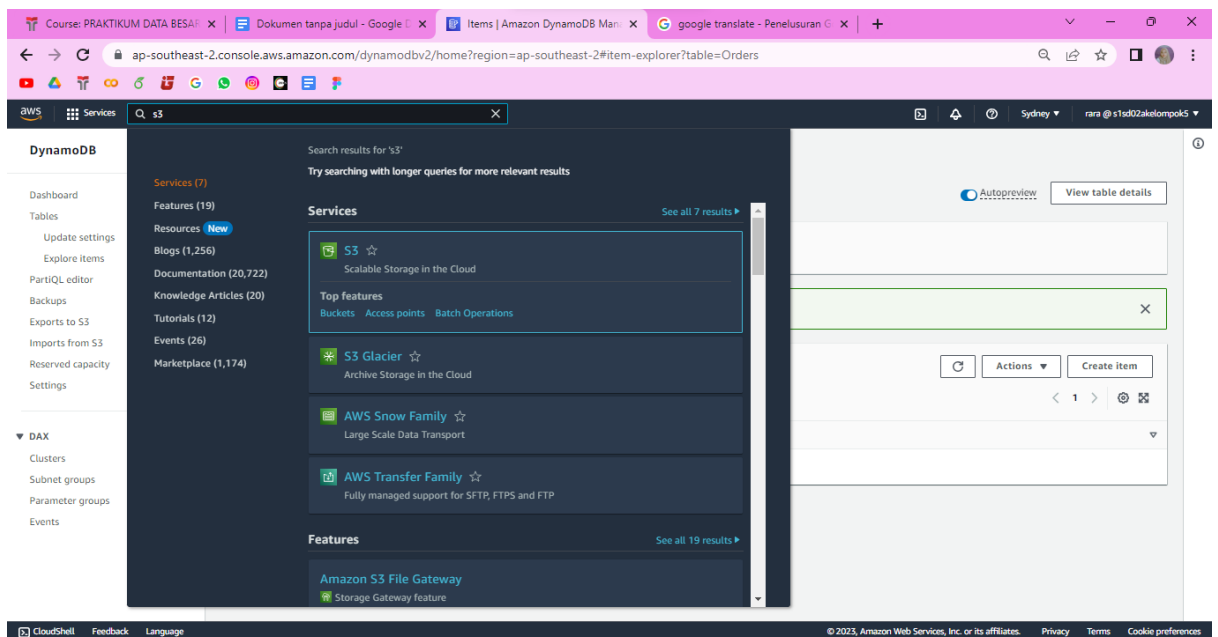 Course: PRAKTIKUM DATA BESAR
Dokumen tanpa judul - Google D
Items | Amazon DynamoDB Man
google translate - Penelusuran G
ap-southeast-2.console.aws.amazon.com/dynamodbv2/home?region=ap-southeast-2#item-explorer?table=Orders
aws
Services
s3
Sydney
rara @ s1sd02akelompok5
DynamoDB
Dashboard
Tables
Update settings
Explore items
PartiQL editor
Backups
Exports to S3
Imports from S3
Reserved capacity
Settings
DAX
Clusters
Subnet groups
Parameter groups
Events
Services (7)
Features (19)
Resources New
Blogs (1,256)
Documentation (20,722)
Knowledge Articles (20)
Tutorials (12)
Events (26)
Marketplace (1,174)
Search results for 's3'
Try searching with longer queries for more relevant results
Services
See all 7 results
S3
Scalable Storage in the Cloud
Top features
Buckets Access points Batch Operations
S3 Glacier
Archive Storage in the Cloud
AWS Snow Family
Large Scale Data Transport
AWS Transfer Family
Fully managed support for SFTP, FTPS and FTP
Features
See all 19 results
Amazon S3 File Gateway
Storage Gateway feature
Autopreview
View table details
Actions
Create item
1
CloudShell
Feedback
Language
© 2023, Amazon Web Services, Inc. or its affiliates.
Privacy
Terms
Cookie preferences